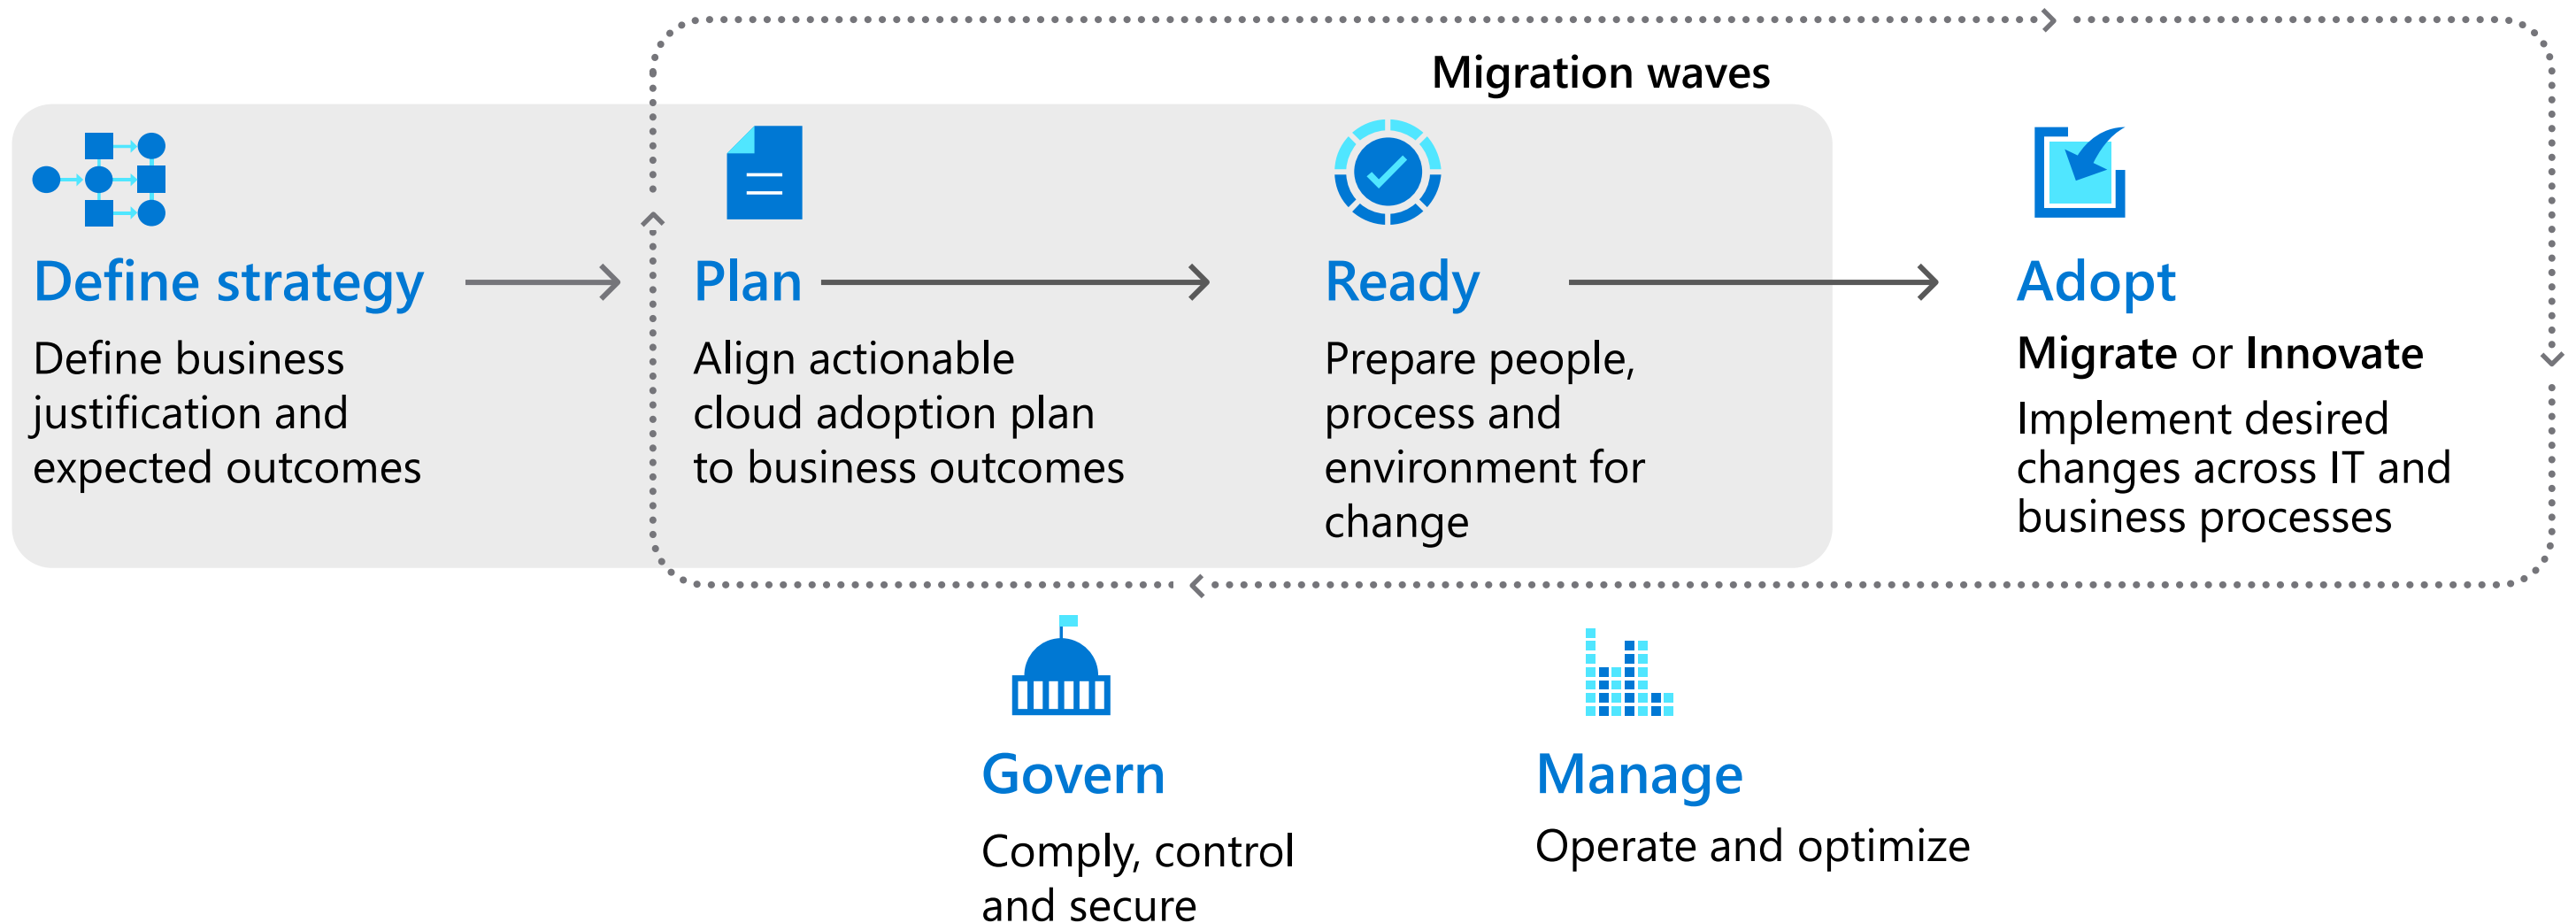 Migration waves
Define strategy
Define business
justification and
expected outcomes
Plan
Align actionable
cloud adoption plan
to business outcomes
Ready
Prepare people,
process and
environment for
change
Adopt
Migrate or Innovate
Implement desired
changes across IT and
business processes
Govern
Comply, control
and secure
Manage
Operate and optimize